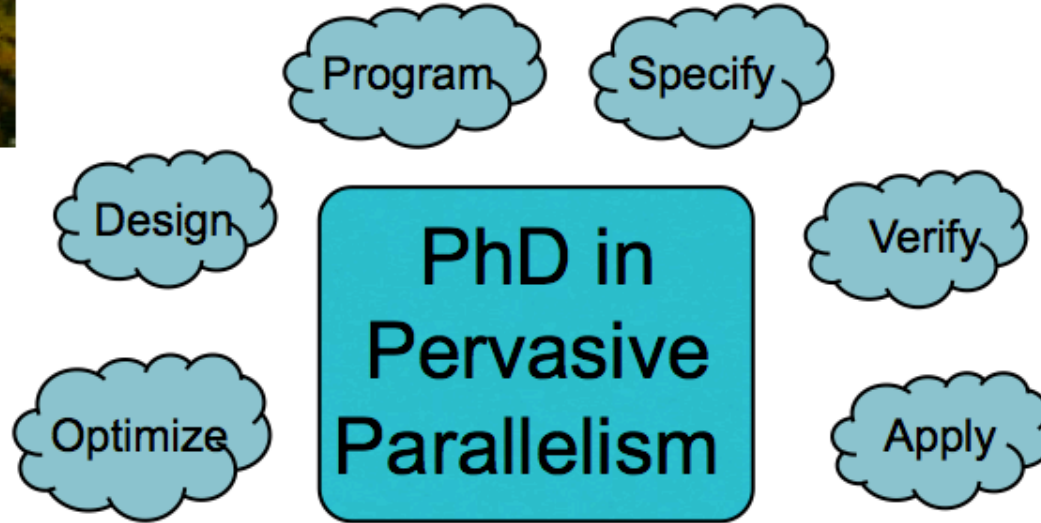 Program
Specify
Design
Verify
PhD in
Pervasive
Parallelism
Optimize
Apply